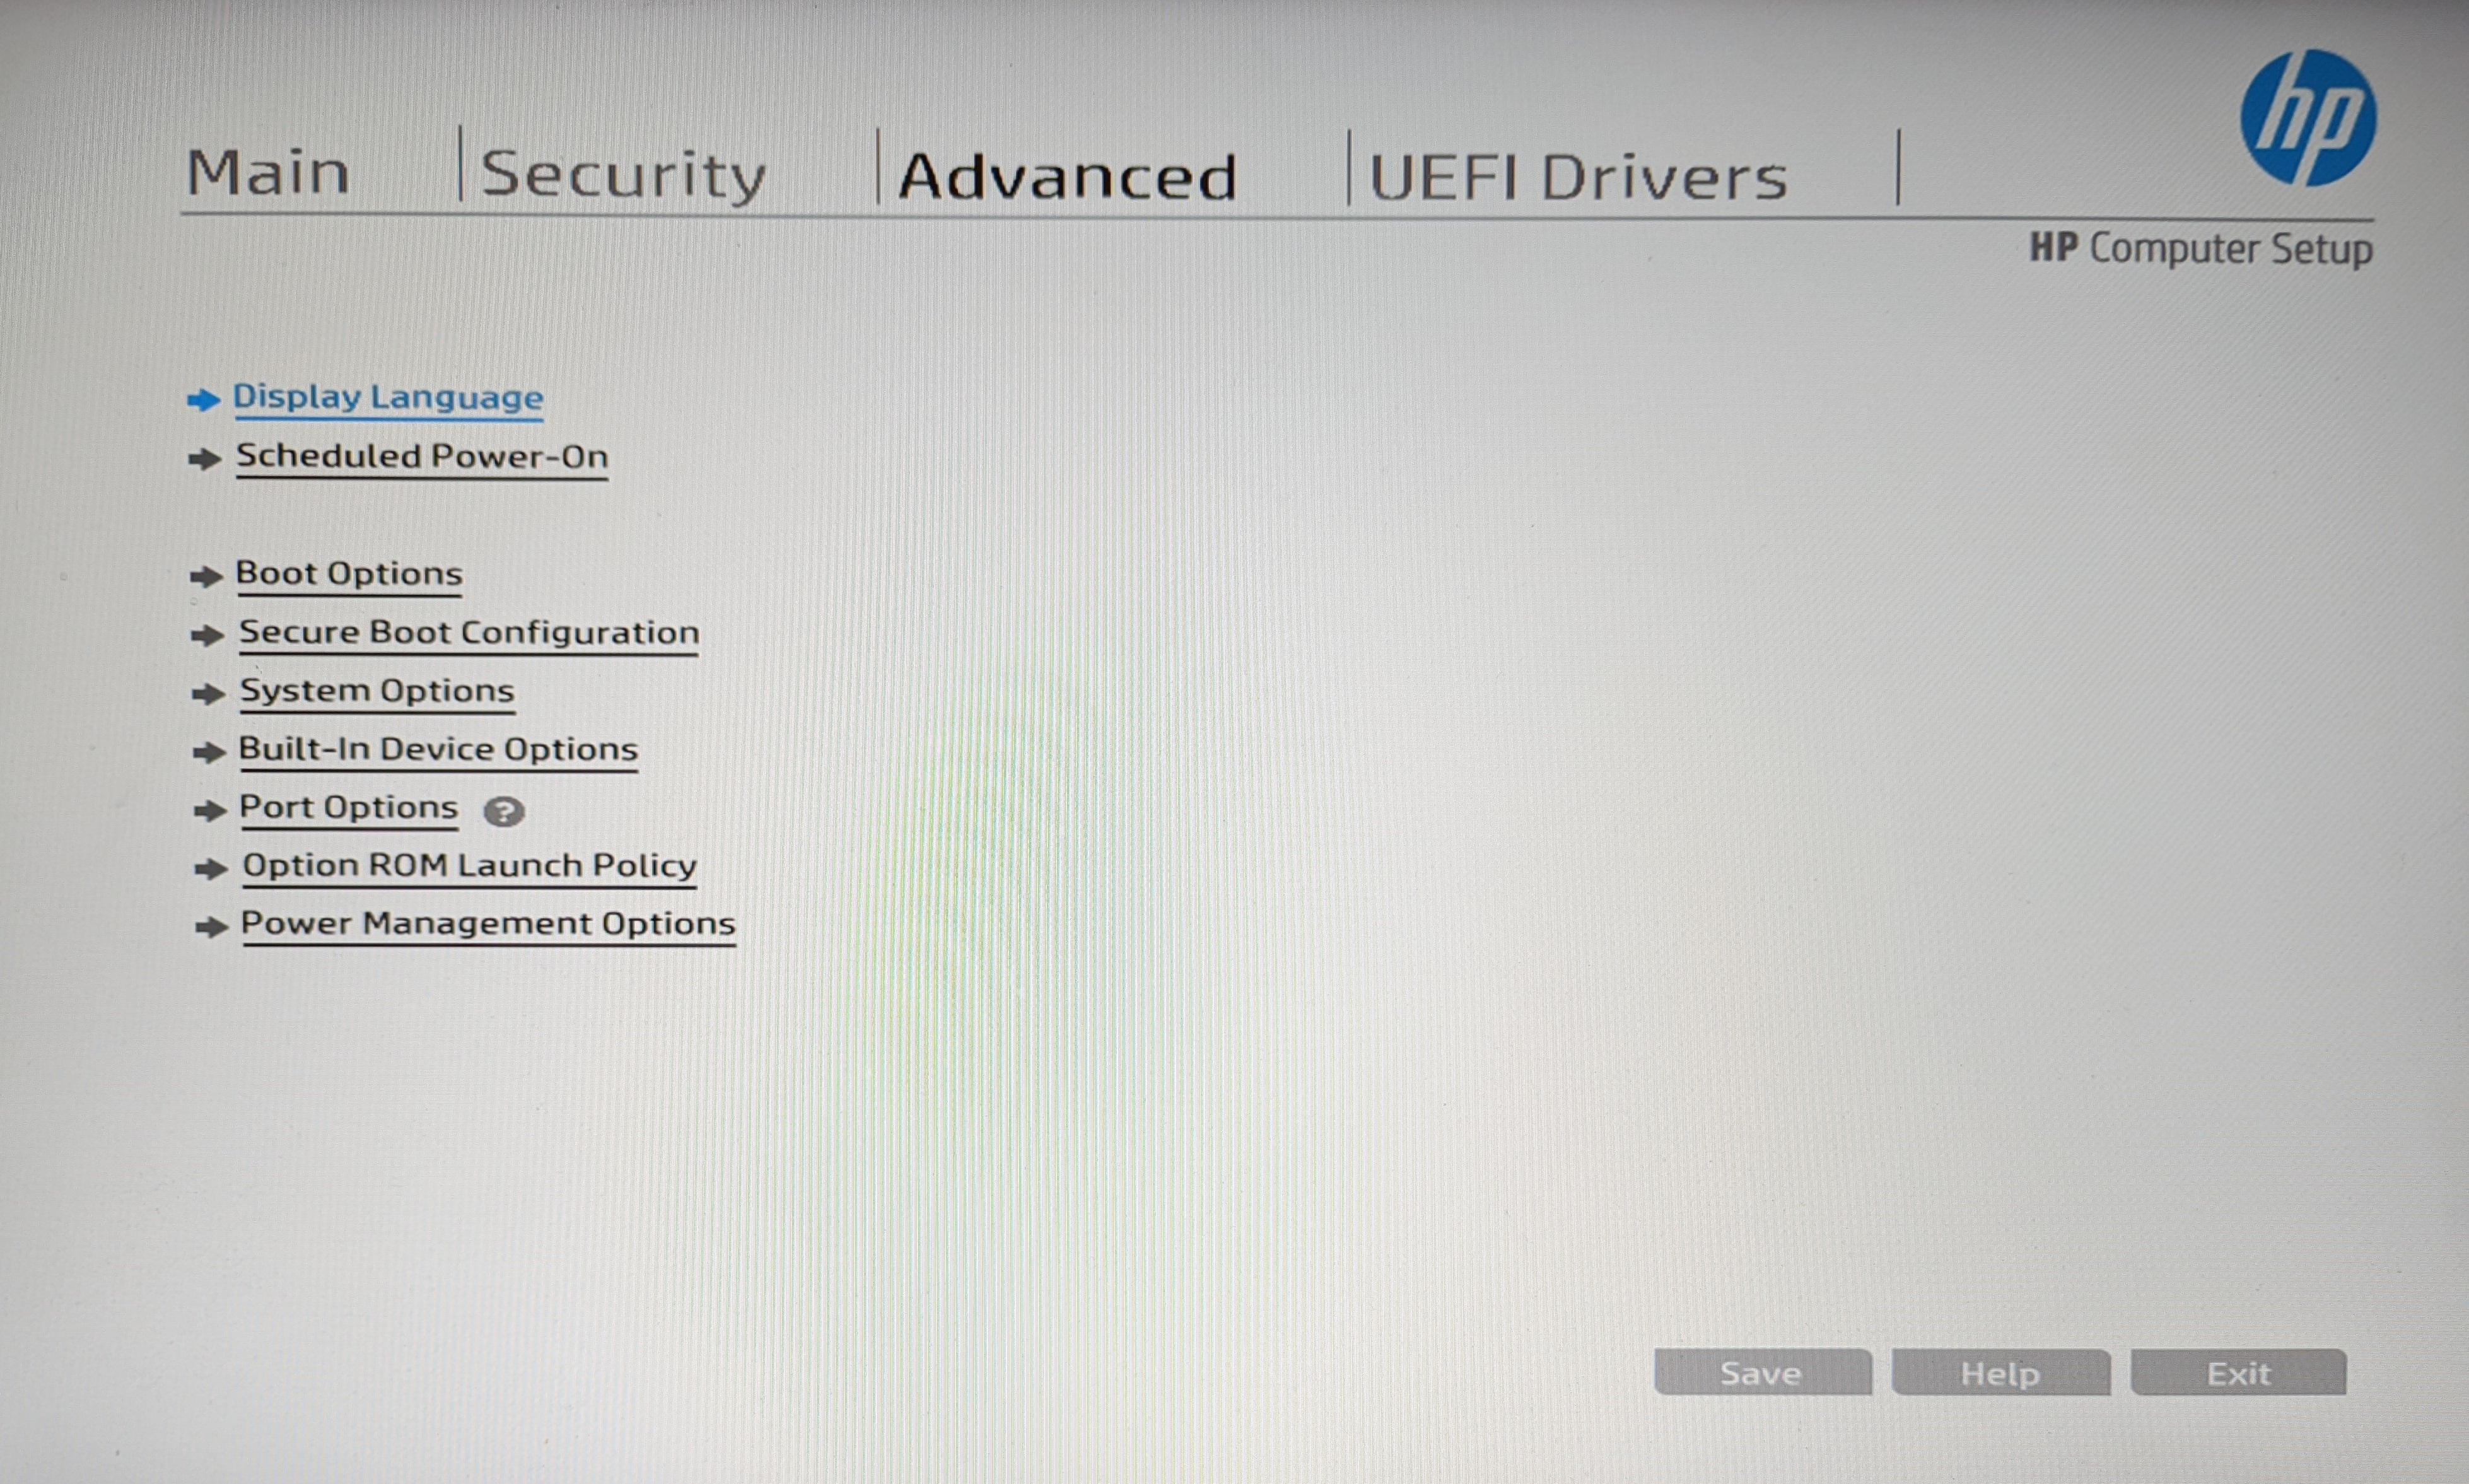 hp
Main
Security
Advanced
UEFI Drivers
HP Computer Setup
Display Language
Scheduled Power-On
Boot Options
Secure Boot Configuration
System Options
Built-In Device Options
Port Options ?
Option ROM Launch Policy
Power Management Options
Save
Help
Exit